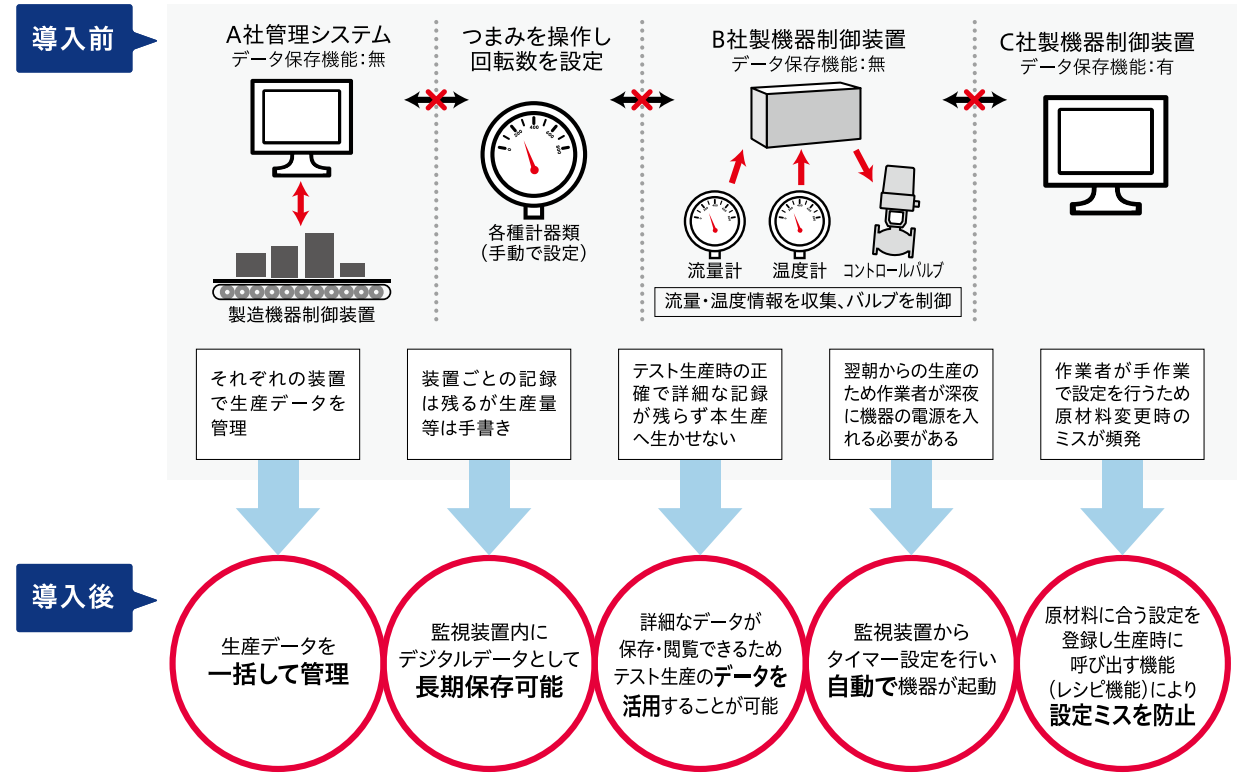 導入前
A社管理システム
データ保存機能：無
製造機器制御装置
つまみを操作し
回転数を設定
各種計器類
（手動で設定）
B社製機器制御装置
データ保存機能：無
流量計
温度計
コントロールバルブ
流量・温度情報を収集、バルブを制御
C社製機器制御装置
データ保存機能：有
それぞれの装置
で生産データを
管理
装置ごとの記録
は残るが生産量
等は手書き
テスト生産時の正
確で詳細な記録
が残らず本生産
へ生かせない
翌朝からの生産の
ため作業者が深夜
に機器の電源を入
れる必要がある
作業者が手作業
で設定を行うため
原材料変更時の
ミスが頻発
導入後
生産データを
一括して管理
監視装置内に
デジタルデータとして
長期保存可能
詳細なデータが
保存・閲覧できるため
テスト生産のデータを
活用することが可能
監視装置から
タイマー設定を行い
自動で機器が起動
原材料に合う設定を
登録し生産時に
呼び出す機能
（レシピ機能）により
設定ミスを防止